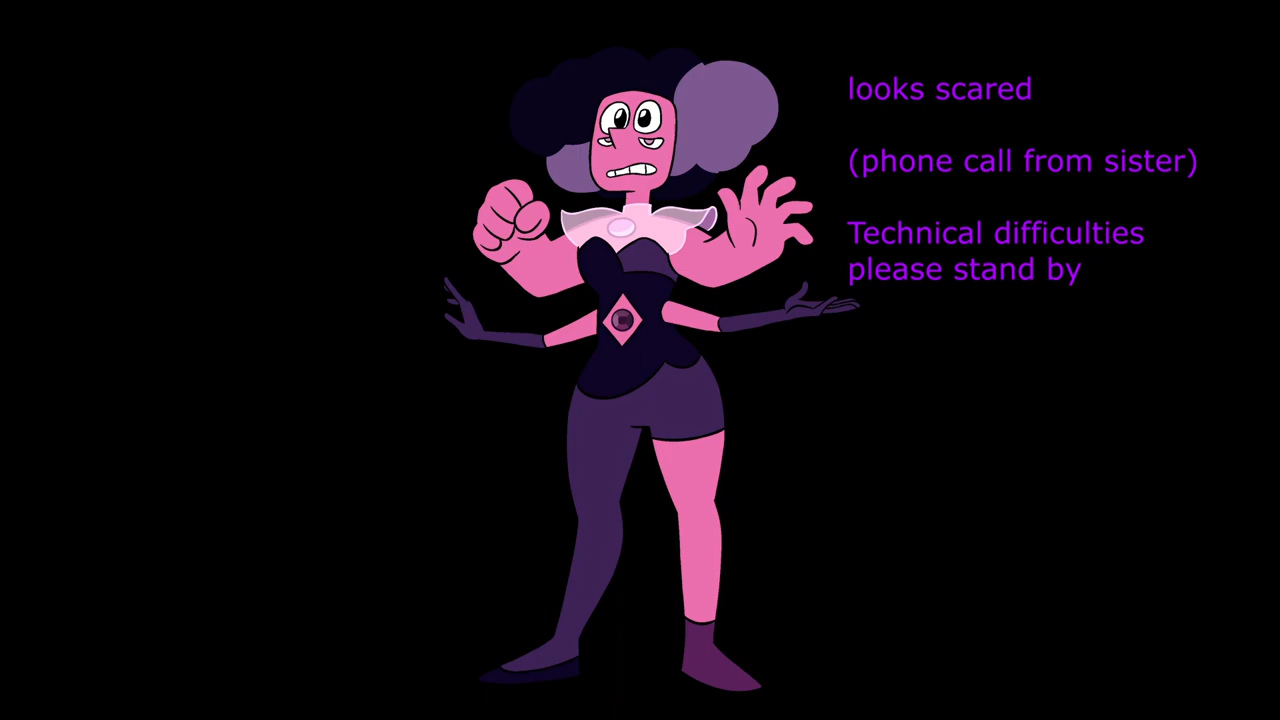 looks scared
(phone call from sister)
Technical difficulties
please stand by